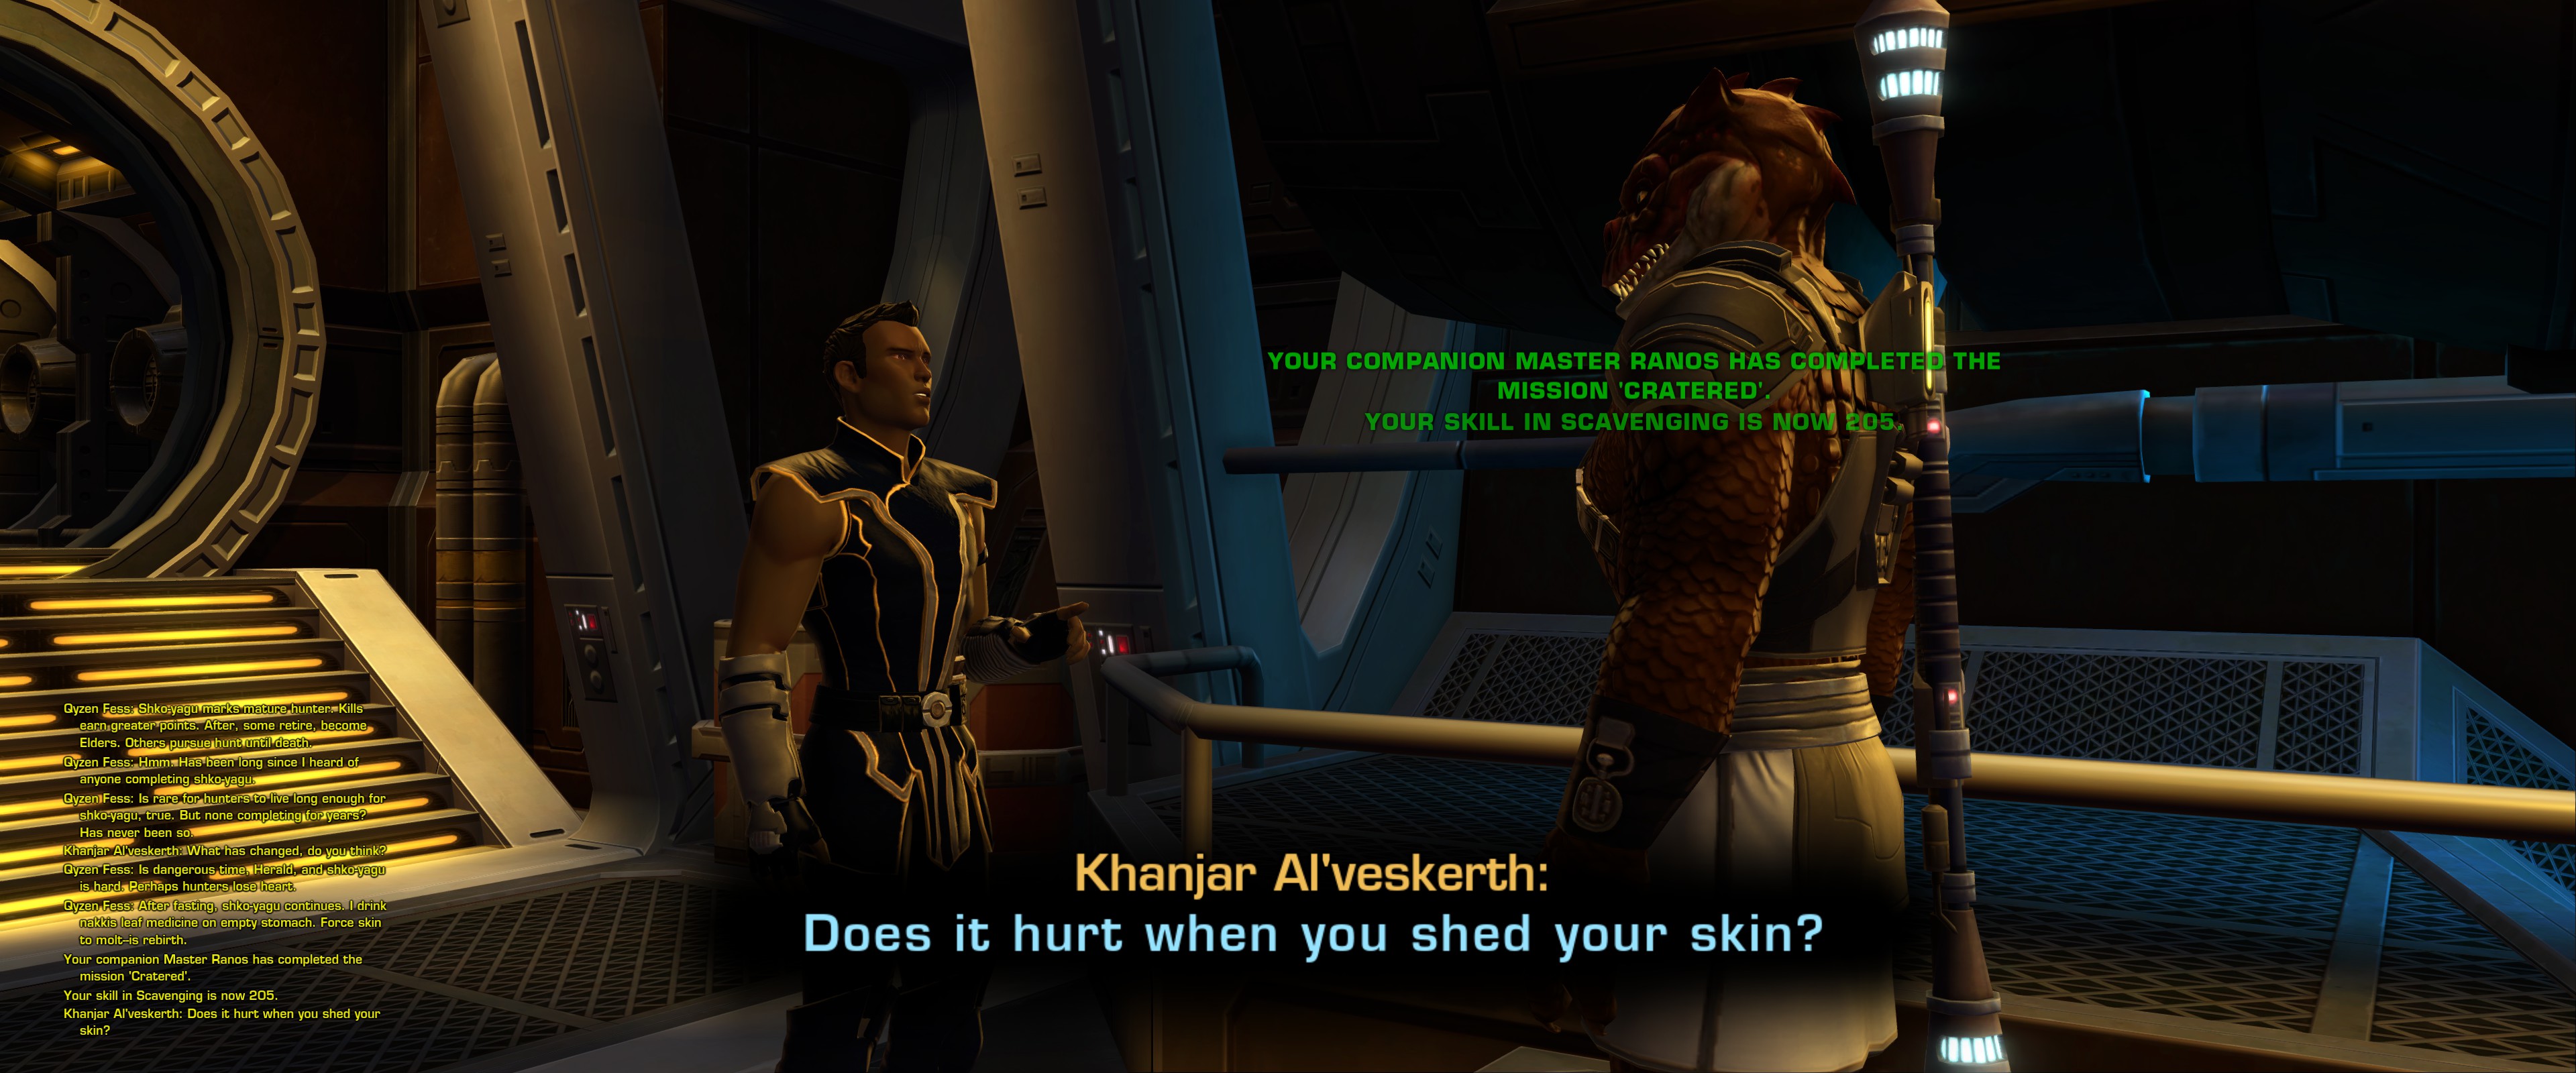 YOUR COMPANION MASTER RANOS HAS COMPLETED THE
MISSION 'CRATERED'.
YOUR SKILL IN SCAVENGING IS NOW 205.
Qyzen Fess: Shko-yagu marks mature hunter. Kills
earn greater points. After, some retire, become
Elders. Others pursue hunt until death.
Qyzen Fess: Hmm. Has been long since I heard of
anyone completing shko-yagu.
Qyzen Fess: Is rare for hunters to live long enough for
shko-yagu, true. But none completing for years?
Has never been so.
Khanjar Al'veskerth: What has changed, do you think?
Qyzen Fess: Is dangerous time, Herald, and shko-yagu
is hard. Perhaps hunters lose heart.
Qyzen Fess: After fasting, shko-yagu continues. I drink
nakkis leaf medicine on empty stomach. Force skin
to molt–is rebirth.
Your companion Master Ranos has completed the
mission 'Cratered'.
Your skill in Scavenging is now 205.
Khanjar Al'veskerth: Does it hurt when you shed your
skin?
Khanjar Al'veskerth:
Does it hurt when you shed your skin?